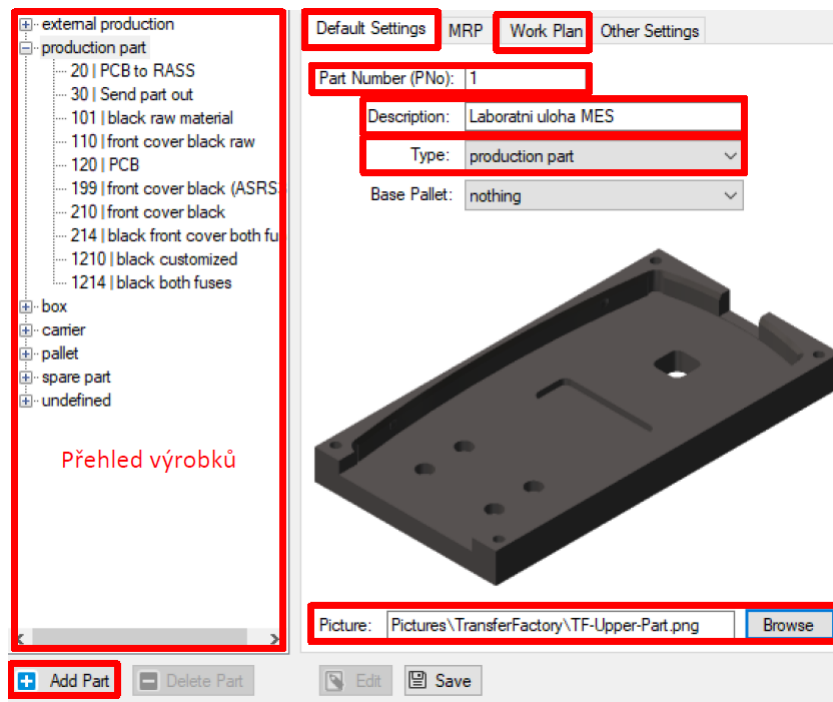 external production
production part
20 | PCB to RASS
30 | Send part out
101 | black raw material
110 | front cover black raw
120 | PCB
199 | front cover black (ASRS
210 | front cover black
214 | black front cover both fu
1210 | black customized
1214 | black both fuses
box
carrier
pallet
spare part
undefined
Přehled výrobků
Add Part
Delete Part
Default Settings MRP Work Plan Other Settings
Part Number (PNo): 1
Description: Laboratni uloha MES
Type: production part
Base Pallet: nothing
Picture: Pictures\TransferFactory\TF-Upper-Part.png Browse
Edit Save